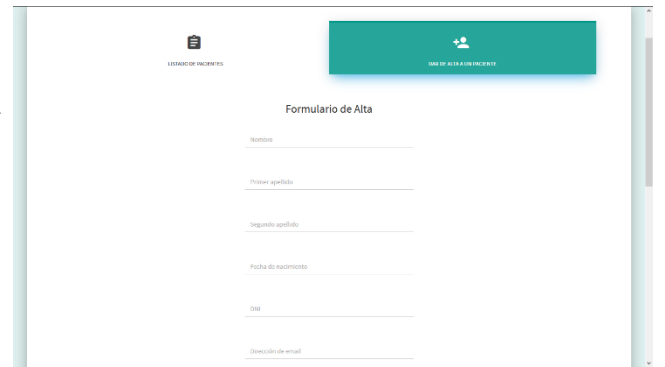 LISTADO DE PACIENTES
DAR DE ALTA A UN PACIENTE
Formulario de Alta
Nombre
Primer apellido
Segundo apellido
Fecha de nacimiento
DNI
Dirección de email